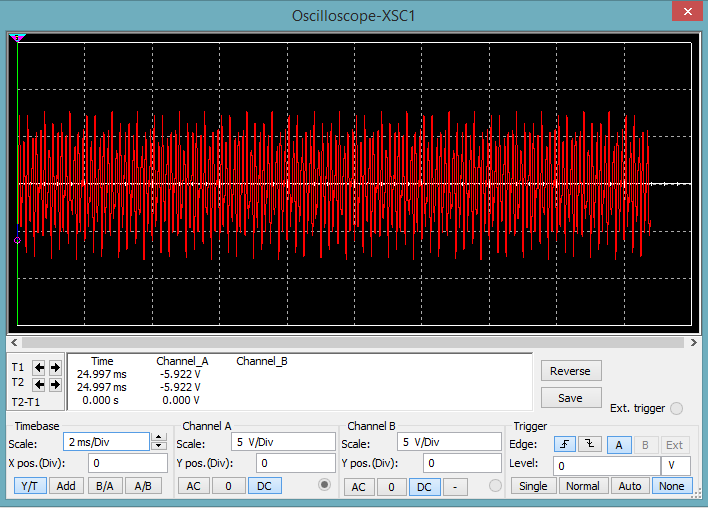 Oscilloscope-XSC1
Time Channel_A Channel_B
T1 24.997 ms -5.922 V
T2 24.997 ms -5.922 V
T2-T1 0.000 s 0.000 V
Reverse
Save
Ext. trigger
Timebase
Scale: 2 ms/Div
X pos.(Div): 0
Y/T Add B/A A/B
Channel A
Scale: 5 V/Div
Y pos.(Div): 0
AC 0 DC
Channel B
Scale: 5 V/Div
Y pos.(Div): 0
AC 0 DC -
Trigger
Edge: A B Ext
Level: 0 V
Single Normal Auto None